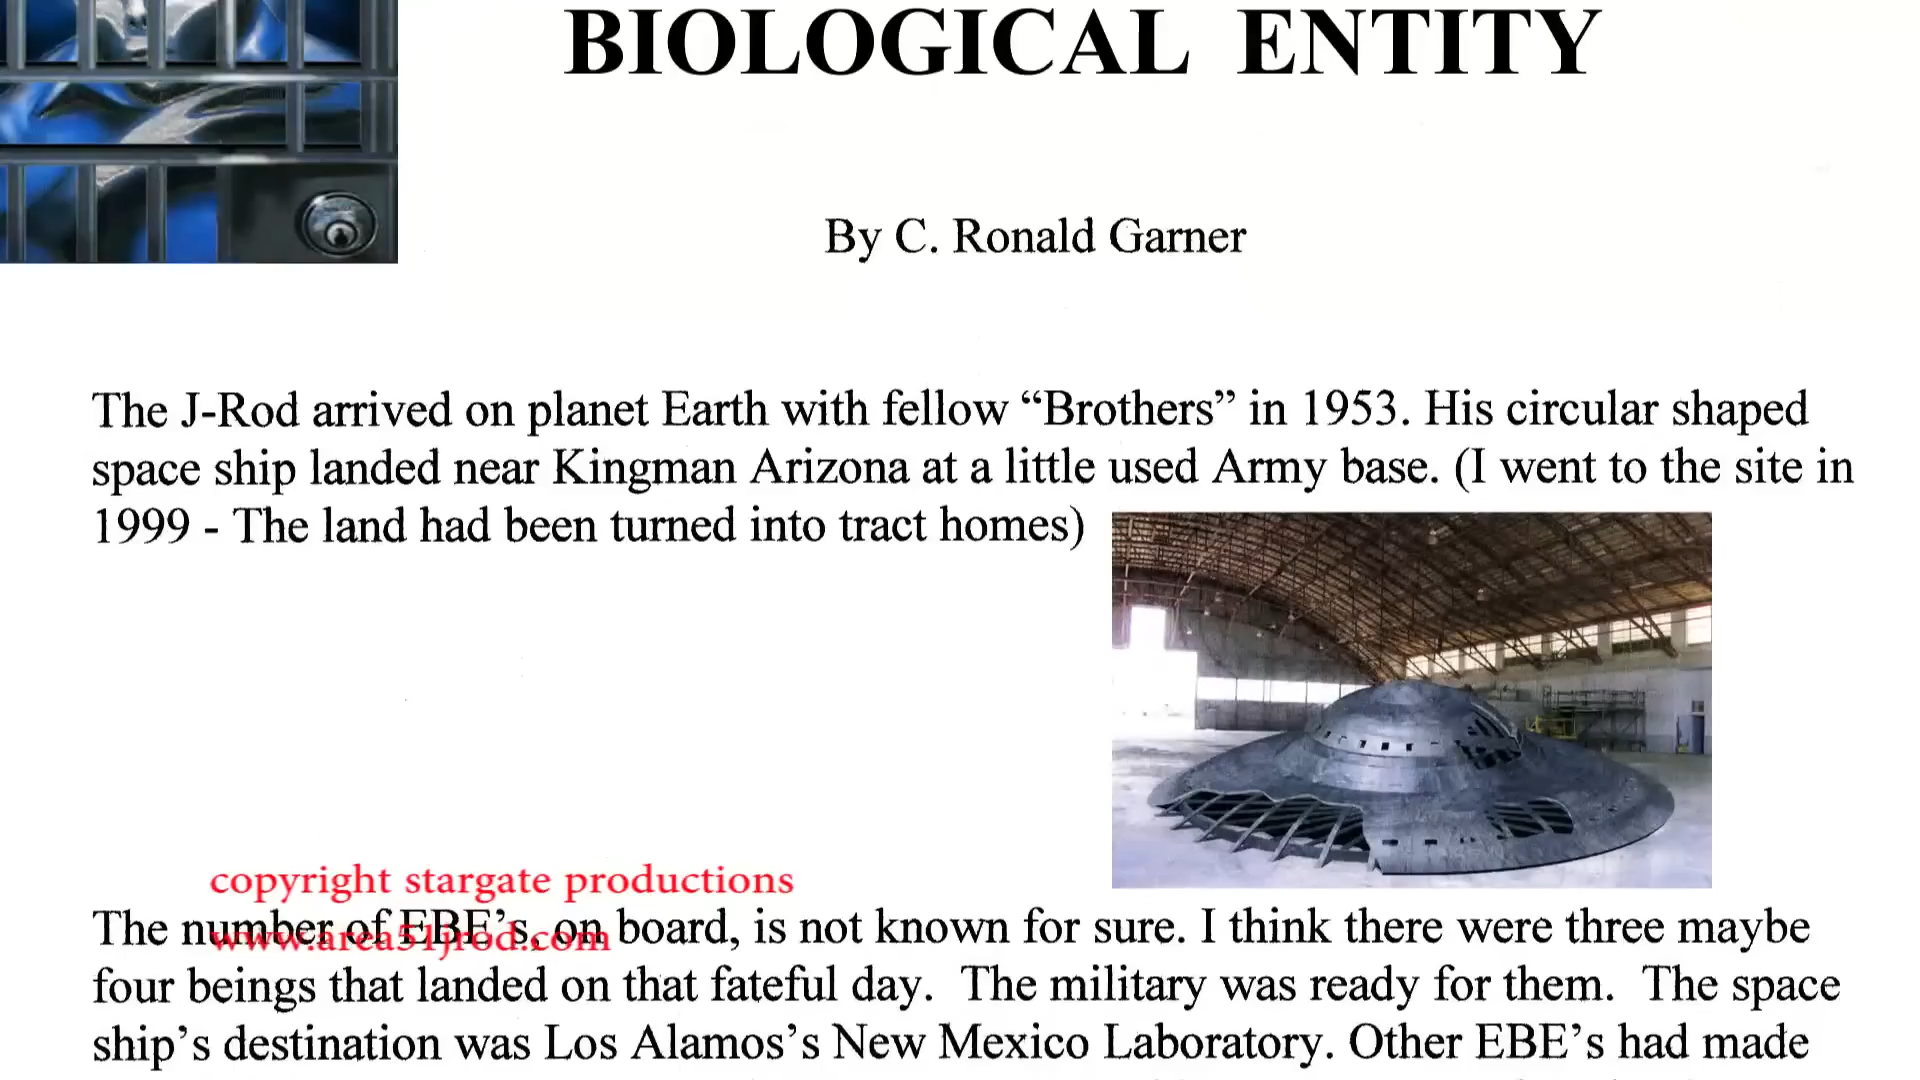 BIOLOGICAL ENTITY
By C. Ronald Garner
The J-Rod arrived on planet Earth with fellow “Brothers” in 1953. His circular shaped
space ship landed near Kingman Arizona at a little used Army base. (I went to the site in
1999 - The land had been turned into tract homes)
copyright stargate productions
The number of EBE’s, on board, is not known for sure. I think there were three maybe
www.area51jrod.com
four beings that landed on that fateful day. The military was ready for them. The space
ship’s destination was Los Alamos’s New Mexico Laboratory. Other EBE’s had made